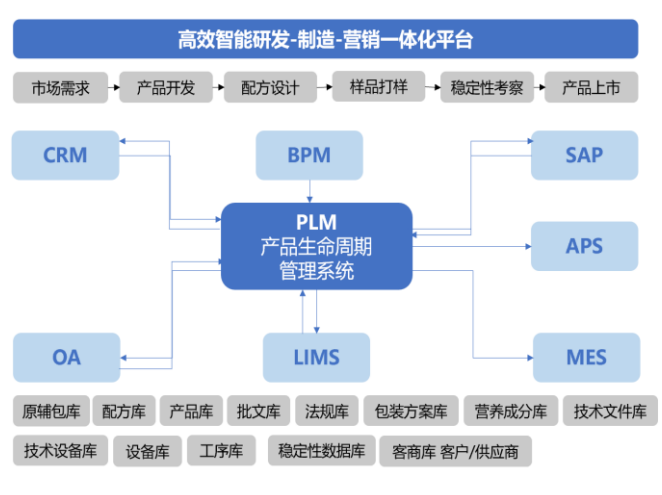 高效智能研发-制造-营销一体化平台
市场需求 产品开发 配方设计 样品打样 稳定性考察 产品上市
CRM BPM SAP
PLM
产品生命周期
管理系统
APS
OA LIMS MES
原辅包库 配方库 产品库 批文库 法规库 包装方案库 营养成分库 技术文件库
技术设备库 设备库 工序库 稳定性数据库 客商库 客户/供应商